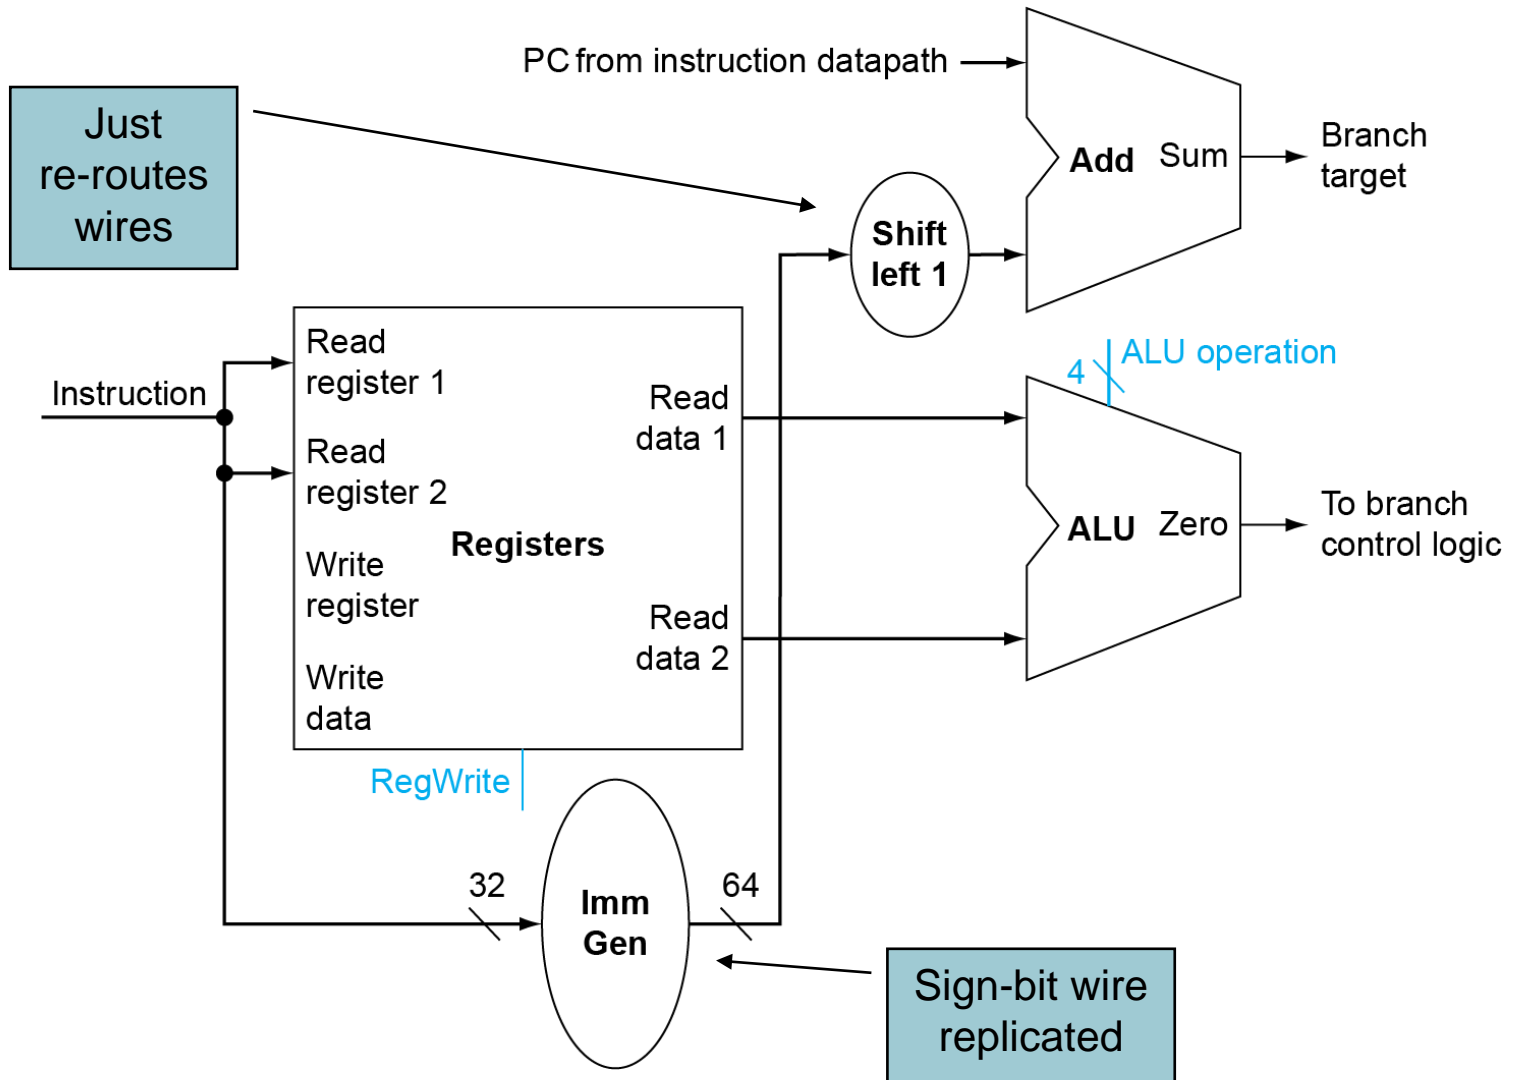 PC from instruction datapath
Just
re-routes
wires
Add
Sum
Branch
target
Shift
left 1
Instruction
Read
register 1
Read
register 2
Write
register
Write
data
Registers
Read
data 1
Read
data 2
RegWrite
4
ALU operation
ALU
Zero
To branch
control logic
32
Imm
Gen
64
Sign-bit wire
replicated